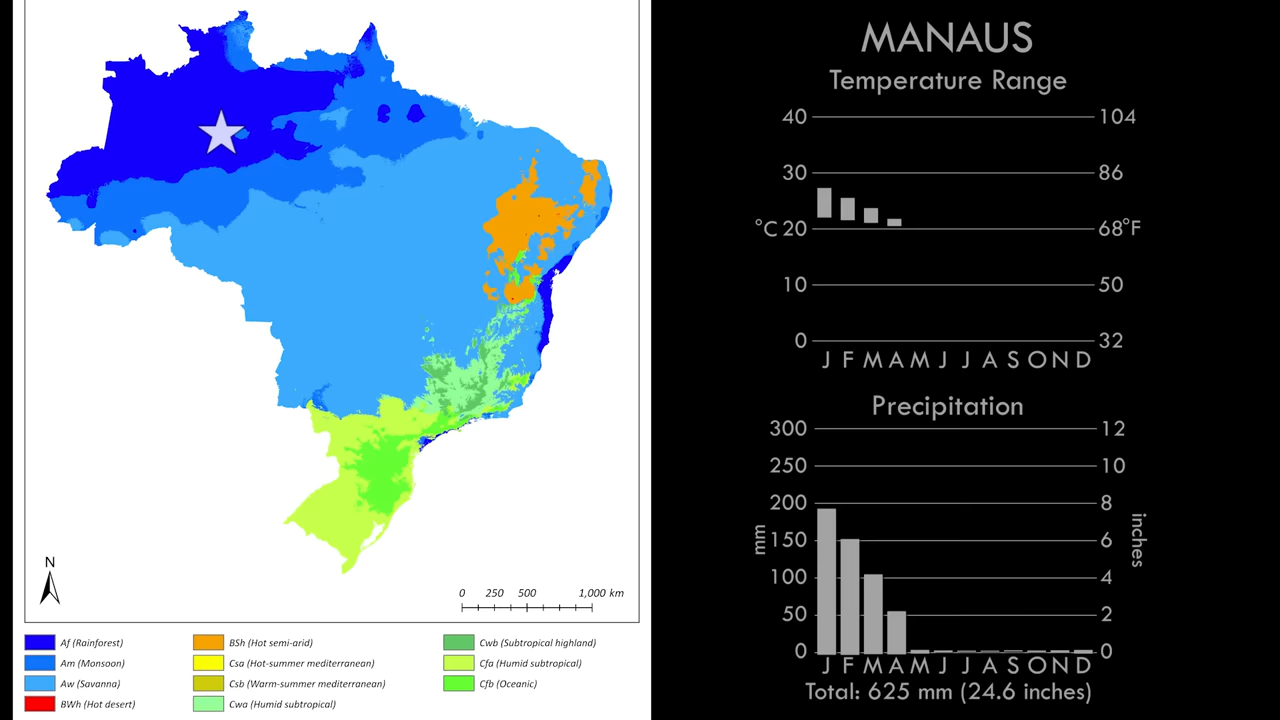 N
0 250 500 1,000 km
Af (Rainforest)
Am (Monsoon)
Aw (Savanna)
BWh (Hot desert)
BSh (Hot semi-arid)
Csa (Hot-summer mediterranean)
Csb (Warm-summer mediterranean)
Cwa (Humid subtropical)
Cwb (Subtropical highland)
Cfa (Humid subtropical)
Cfb (Oceanic)
MANAUS
Temperature Range
40 104
30 86
°C 20 68°F
10 50
0 32
J F M A M J J A S O N D
Precipitation
300 12
250 10
200 8
mm 150 6 inches
100 4
50 2
0 0
J F M A M J J A S O N D
Total: 625 mm (24.6 inches)